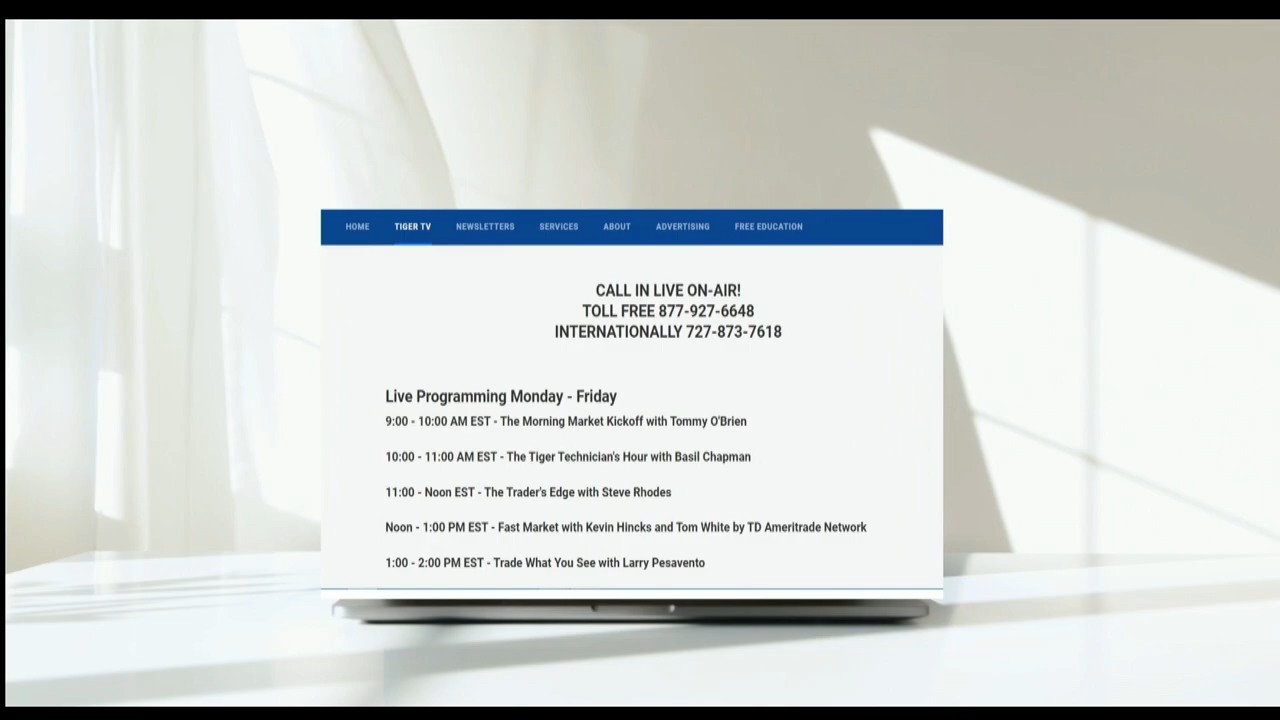 HOME TIGER TV NEWSLETTERS SERVICES ABOUT ADVERTISING FREE EDUCATION
CALL IN LIVE ON-AIR!
TOLL FREE 877-927-6648
INTERNATIONALLY 727-873-7618
Live Programming Monday - Friday
9:00 - 10:00 AM EST - The Morning Market Kickoff with Tommy O'Brien
10:00 - 11:00 AM EST - The Tiger Technician's Hour with Basil Chapman
11:00 - Noon EST - The Trader's Edge with Steve Rhodes
Noon - 1:00 PM EST - Fast Market with Kevin Hincks and Tom White by TD Ameritrade Network
1:00 - 2:00 PM EST - Trade What You See with Larry Pesavento